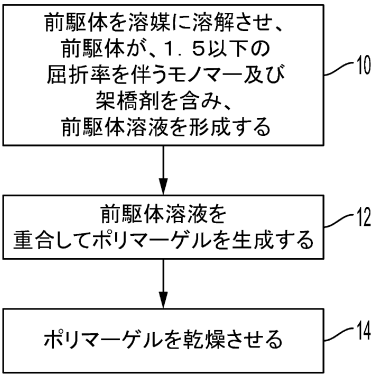 前駆体を溶媒に溶解させ、
前駆体が、1.5以下の
屈折率を伴うモノマー及び
架橋剤を含み、
前駆体溶液を形成する
10
前駆体溶液を
重合してポリマーゲルを生成する
12
ポリマーゲルを乾燥させる
14